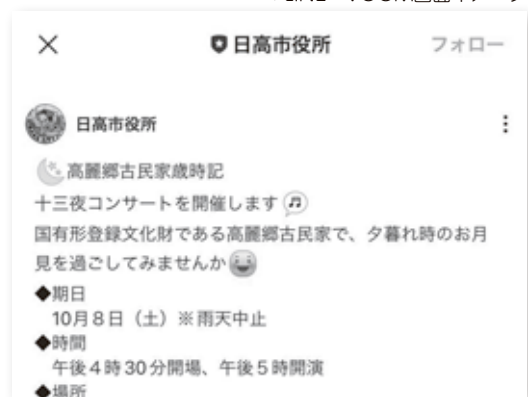 日高市役所
フォロー
日高市役所
高麗郷古民家歳時記
十三夜コンサートを開催します
国有形登録文化財である高麗郷古民家で、夕暮れ時のお月
見を過ごしてみませんか
◆期日
10月8日（土）※雨天中止
◆時間
午後4時30分開場、午後5時開演
◆場所